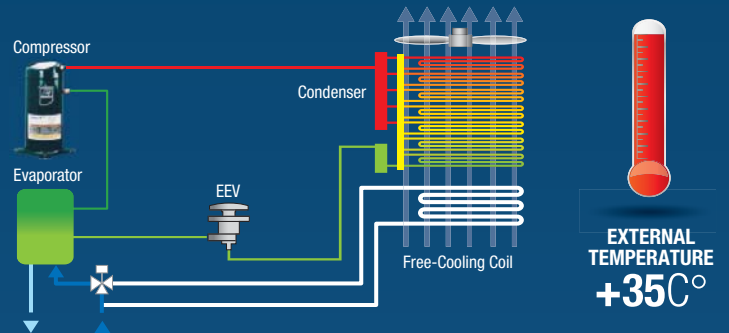 Compressor
Condenser
Evaporator
EEV
Free-Cooling Coil
EXTERNAL
TEMPERATURE
+35C°